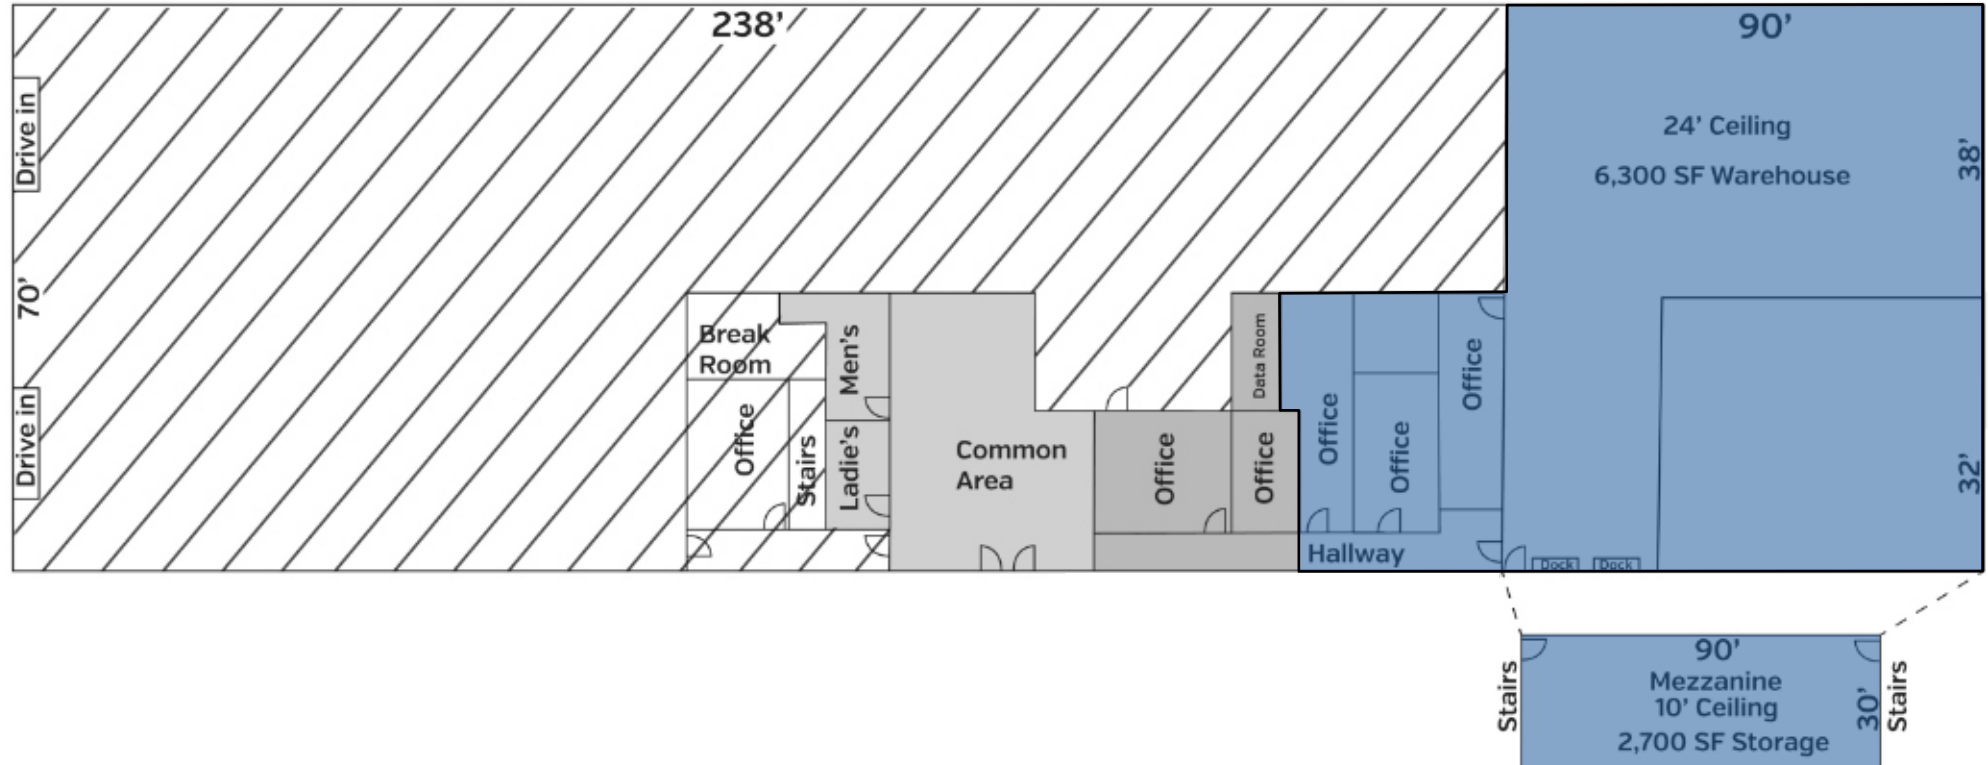 238’
90’
Drive in
24’ Ceiling
38’
6,300 SF Warehouse
70’
Break
Room
Men’s
Data Room
Office
Drive in
Office
Stairs
Ladie’s
Common
Area
Office
Office
Office
Office
32’
Hallway
Dock
Dock
90’
Stairs
Mezzanine
10’ Ceiling
30’
Stairs
2,700 SF Storage